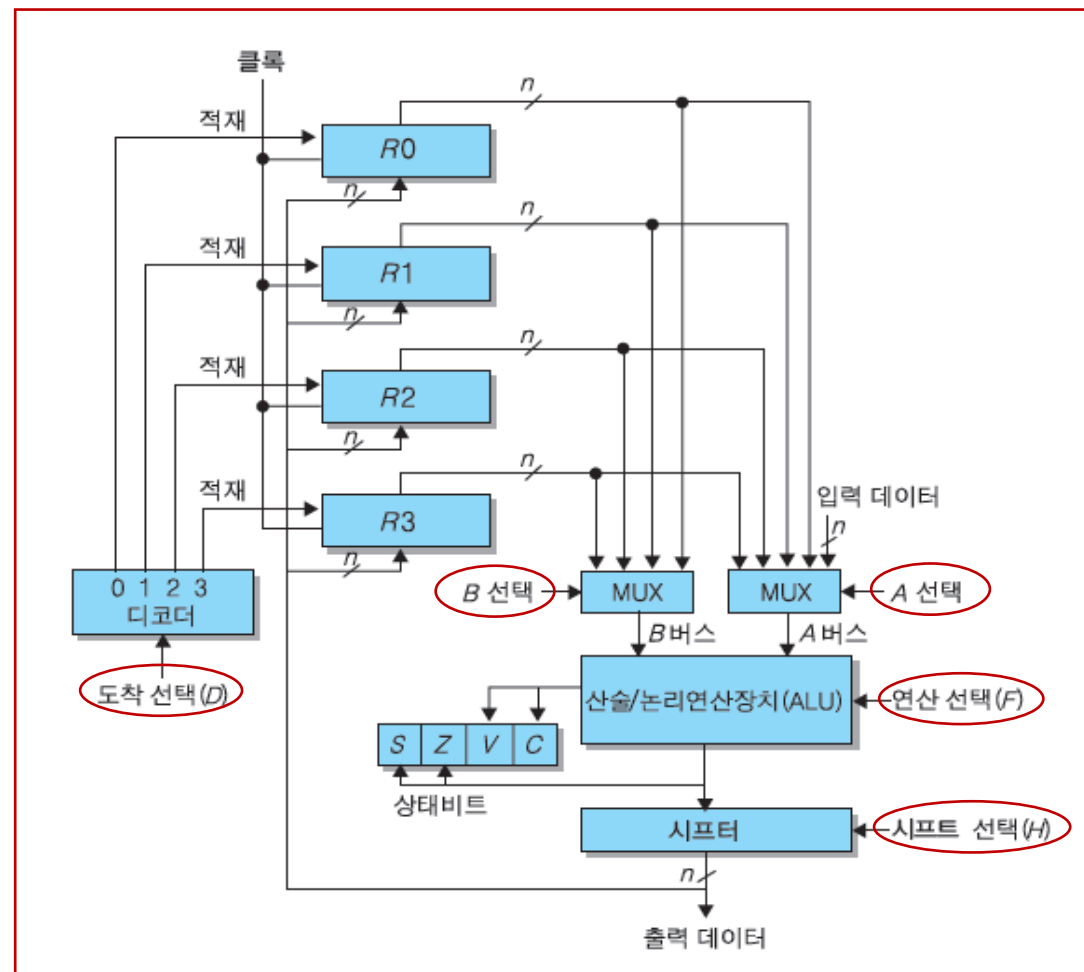 클록
n
적재
R0
n
n
적재
R1
n
n
적재
R2
n
n
적재
R3
입력 데이터
n
n
0 1 2 3
디코더
B 선택
MUX
MUX
A 선택
B 버스
A 버스
도착 선택(D)
산술/논리연산장치(ALU)
연산 선택(F)
S Z V C
상태비트
시프터
시프트 선택(H)
n
출력 데이터